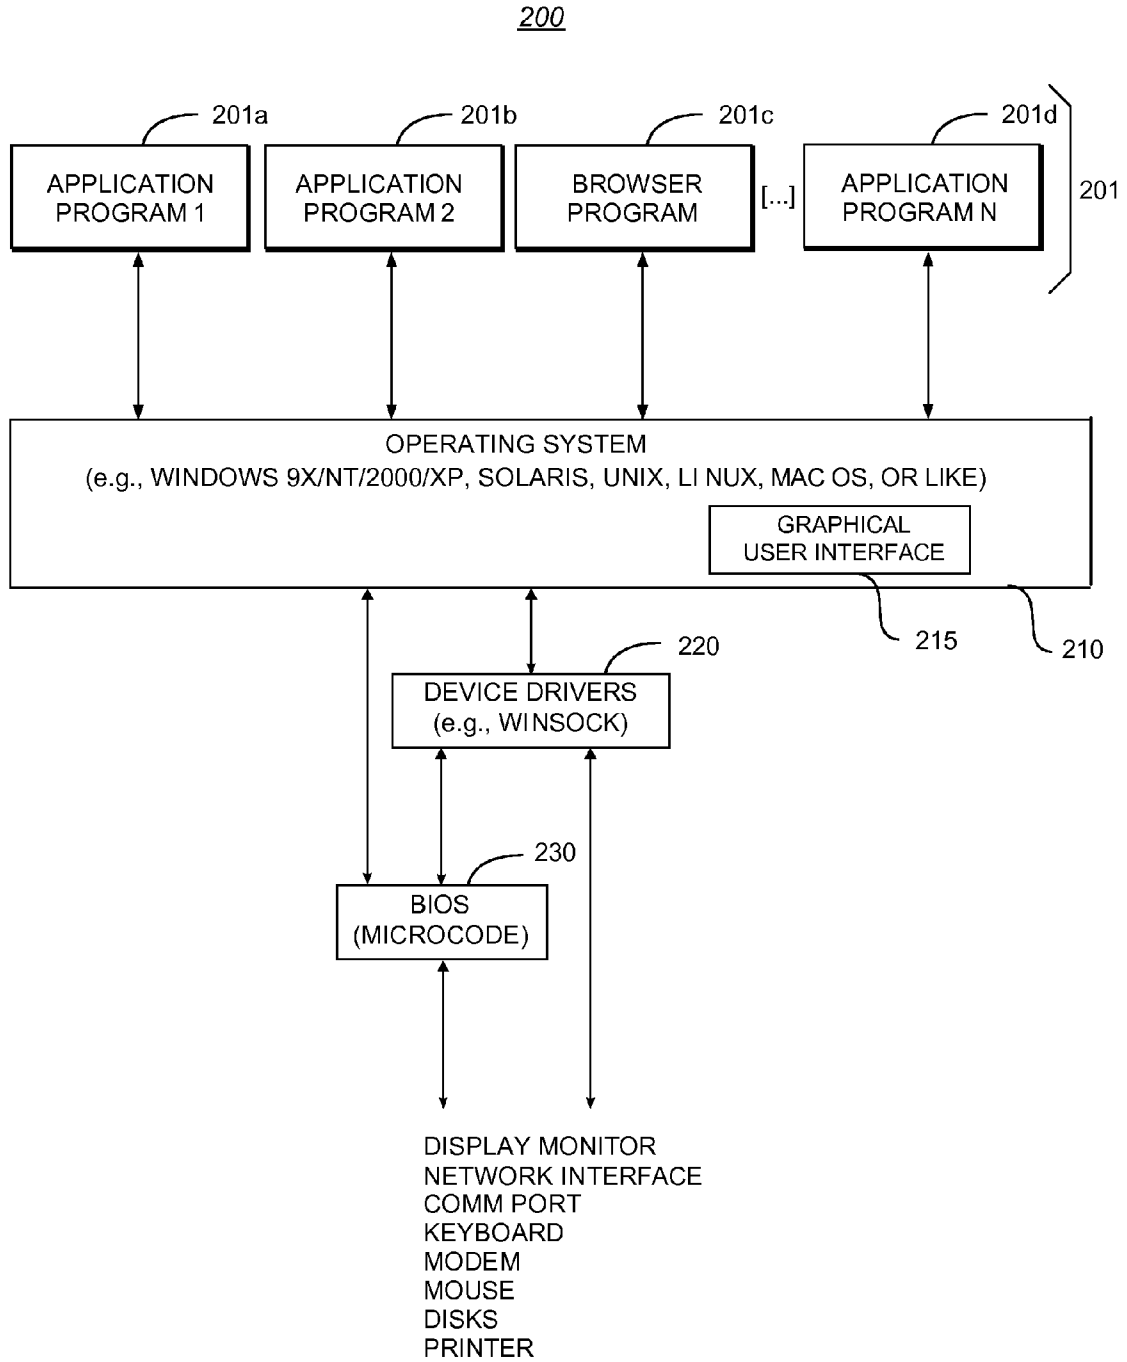 200
201a
201b
201c
201d
APPLICATION
PROGRAM 1
APPLICATION
PROGRAM 2
BROWSER
PROGRAM
[...]
APPLICATION
PROGRAM N
201
OPERATING SYSTEM
(e.g., WINDOWS 9X/NT/2000/XP, SOLARIS, UNIX, LI NUX, MAC OS, OR LIKE)
GRAPHICAL
USER INTERFACE
215
210
220
DEVICE DRIVERS
(e.g., WINSOCK)
230
BIOS
(MICROCODE)
DISPLAY MONITOR
NETWORK INTERFACE
COMM PORT
KEYBOARD
MODEM
MOUSE
DISKS
PRINTER